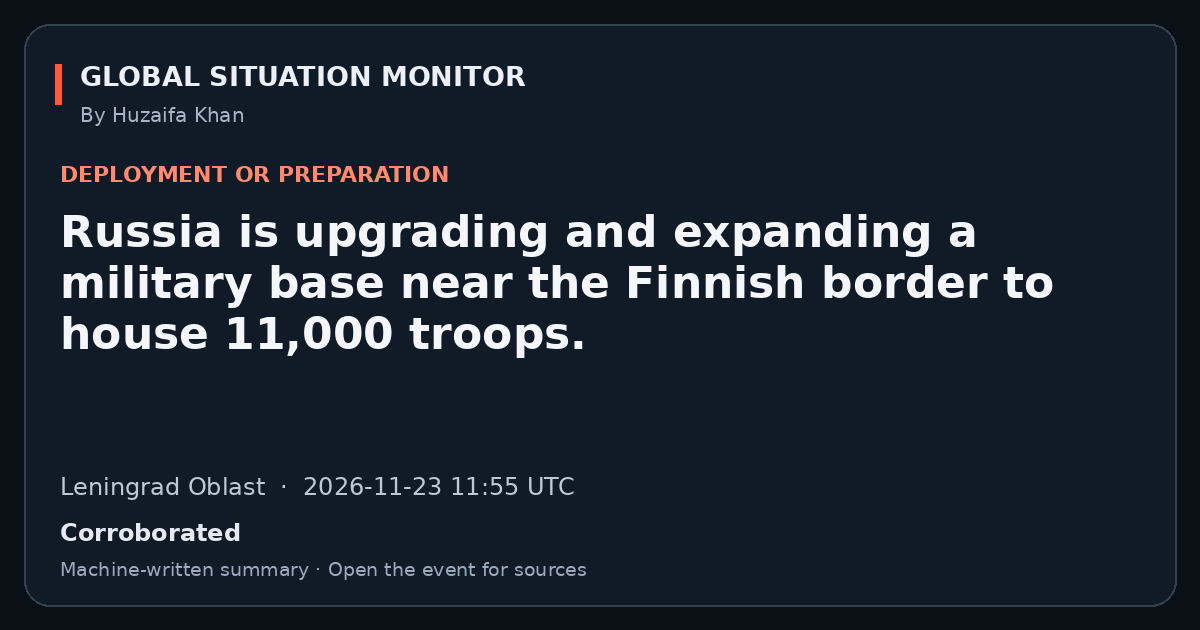 GLOBAL SITUATION MONITOR
By Huzaifa Khan
DEPLOYMENT OR PREPARATION
Russia is upgrading and expanding a
military base near the Finnish border to
house 11,000 troops.
Leningrad Oblast · 2026-11-23 11:55 UTC
Corroborated
Machine-written summary · Open the event for sources